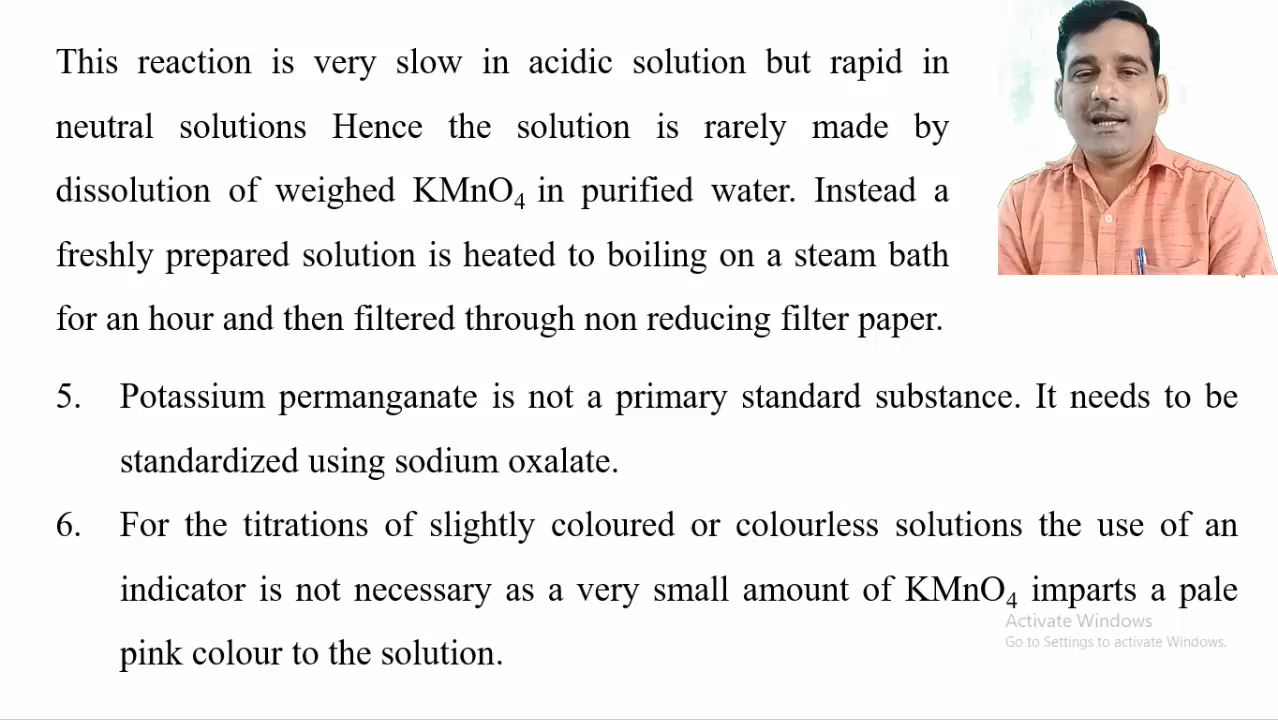 This reaction is very slow in acidic solution but rapid in
neutral solutions Hence the solution is rarely made by
dissolution of weighed KMnO₄ in purified water. Instead a
freshly prepared solution is heated to boiling on a steam bath
for an hour and then filtered through non reducing filter paper.
5. Potassium permanganate is not a primary standard substance. It needs to be
standardized using sodium oxalate.
6. For the titrations of slightly coloured or colourless solutions the use of an
indicator is not necessary as a very small amount of KMnO₄ imparts a pale
pink colour to the solution.
Activate Windows
Go to Settings to activate Windows.